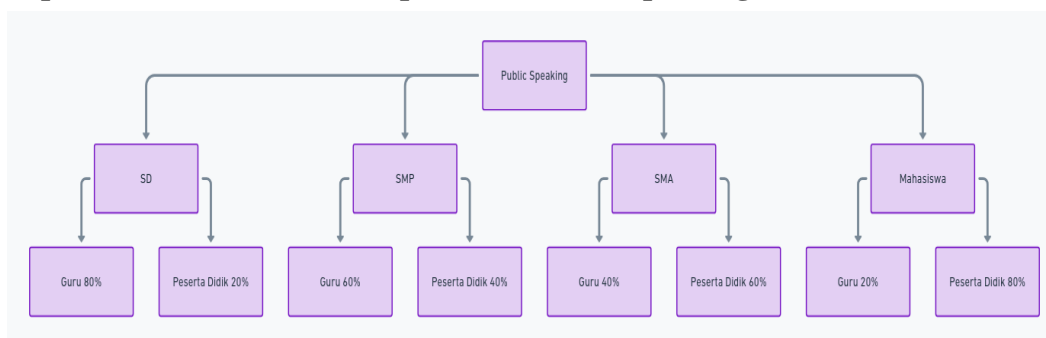 Public Speaking
SD
SMP
SMA
Mahasiswa
Guru 80%
Peserta Didik 20%
Guru 60%
Peserta Didik 40%
Guru 40%
Peserta Didik 60%
Guru 20%
Peserta Didik 80%